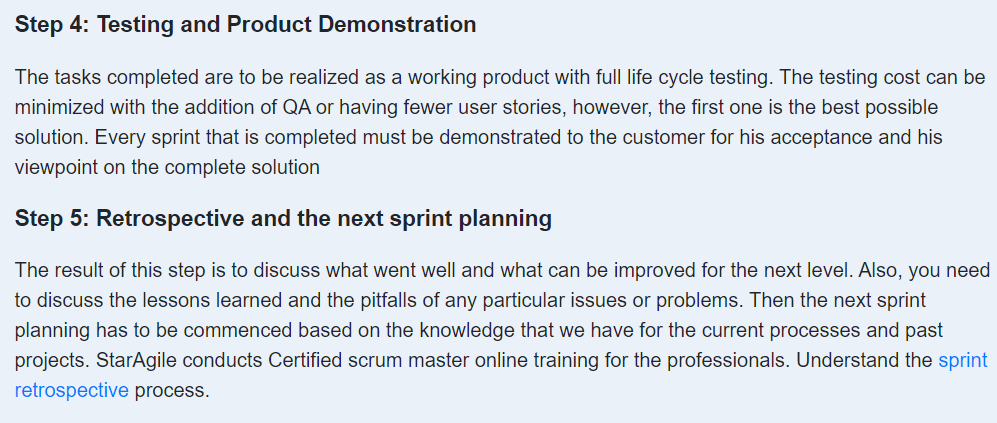 Step 4: Testing and Product Demonstration
The tasks completed are to be realized as a working product with full life cycle testing. The testing cost can be
minimized with the addition of QA or having fewer user stories, however, the first one is the best possible
solution. Every sprint that is completed must be demonstrated to the customer for his acceptance and his
viewpoint on the complete solution
Step 5: Retrospective and the next sprint planning
The result of this step is to discuss what went well and what can be improved for the next level. Also, you need
to discuss the lessons learned and the pitfalls of any particular issues or problems. Then the next sprint
planning has to be commenced based on the knowledge that we have for the current processes and past
projects. StarAgile conducts Certified scrum master online training for the professionals. Understand the sprint
retrospective process.